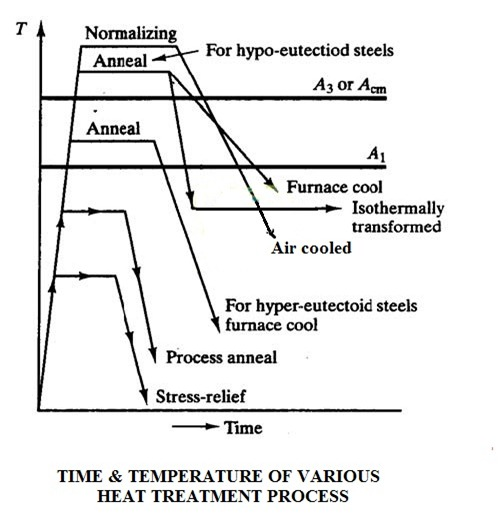 T
Normalizing
For hypo-eutectiod steels
Anneal
A3 or Acm
Anneal
A1
Furnace cool
Isothermally
transformed
Air cooled
For hyper-eutectoid steels
furnace cool
Process anneal
Stress-relief
Time
TIME & TEMPERATURE OF VARIOUS
HEAT TREATMENT PROCESS